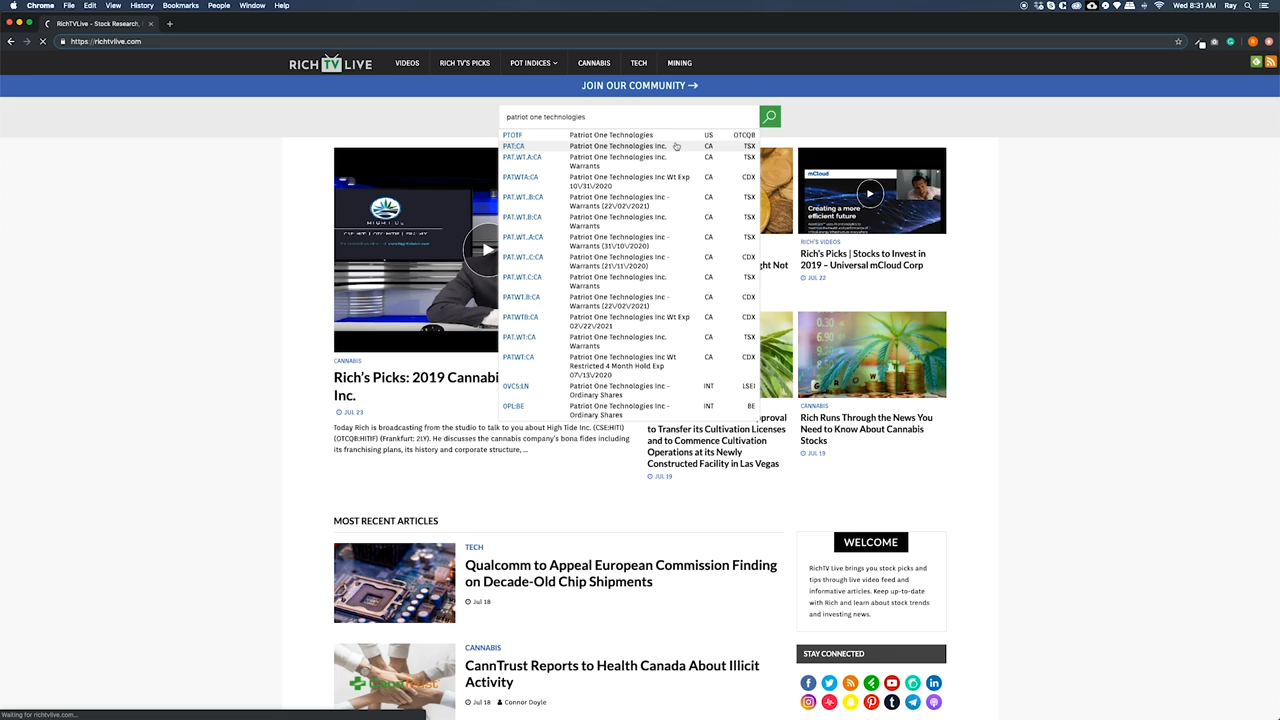 Chrome File Edit View History Bookmarks People Window Help
Wed 8:31 AM Ray
RichTVLive - Stock Research,
https://richtvlive.com
RICH TV LIVE
VIDEOS RICH TV'S PICKS POT INDICES CANNABIS TECH MINING
JOIN OUR COMMUNITY →
patriot one technologies
PTOTF Patriot One Technologies US OTCQB
PAT:CA Patriot One Technologies Inc. CA TSX
PAT.WT.A:CA Patriot One Technologies Inc. CA TSX
Warrants
PATWTA:CA Patriot One Technologies Inc Wt Exp CA CDX
10\/31\/2020
PAT.WT..B:CA Patriot One Technologies Inc - CA TSX
Warrants (22\/02\/2021)
PAT.WT.B:CA Patriot One Technologies Inc. CA TSX
Warrants
PAT.WT..A:CA Patriot One Technologies Inc - CA TSX
Warrants (31\/10\/2020)
PAT.WT..C:CA Patriot One Technologies Inc - CA CDX
Warrants (21\/11\/2020)
PAT.WT.C:CA Patriot One Technologies Inc. CA TSX
Warrants
PATWT.B:CA Patriot One Technologies Inc - CA CDX
Warrants (22\/02\/2021)
PATWTB:CA Patriot One Technologies Inc Wt Exp CA CDX
02\/22\/2021
PAT.WT:CA Patriot One Technologies Inc. CA TSX
Warrants
PATWT:CA Patriot One Technologies Inc Wt CA CDX
Restricted 4 Month Hold Exp
07\/13\/2020
0VCS:LN Patriot One Technologies Inc - INT LSEI
Ordinary Shares
0PL:BE Patriot One Technologies Inc - INT BE
Ordinary Shares
HIGH TIDE
CSE:HITI | OTCQB:HITIF | FRA:2LY
CANNABIS
Rich's Picks: 2019 Cannabi
Inc.
JUL 23
Today Rich is broadcasting from the studio to talk to you about High Tide Inc. (CSE:HITI)
(OTCQB:HITIF) (Frankfurt: 2LY). He discusses the cannabis company's bona fides including
its franchising plans, its history and corporate structure, ...
ght Not
proval
to Transfer its Cultivation Licenses
and to Commence Cultivation
Operations at its Newly
Constructed Facility in Las Vegas
JUL 19
mCloud
Creating a more
efficient future
RICH'S VIDEOS
Rich's Picks | Stocks to Invest in
2019 – Universal mCloud Corp
JUL 22
0.30
6.90
GROW
CANNABIS
Rich Runs Through the News You
Need to Know About Cannabis
Stocks
JUL 19
MOST RECENT ARTICLES
TECH
Qualcomm to Appeal European Commission Finding
on Decade-Old Chip Shipments
Jul 18
CANNABIS
CannTrust Reports to Health Canada About Illicit
Activity
Jul 18 Connor Doyle
CannTrust
WELCOME
RichTV Live brings you stock picks and
tips through live video feed and
informative articles. Keep up-to-date
with Rich and learn about stock trends
and investing news.
STAY CONNECTED
Waiting for richtvlive.com...